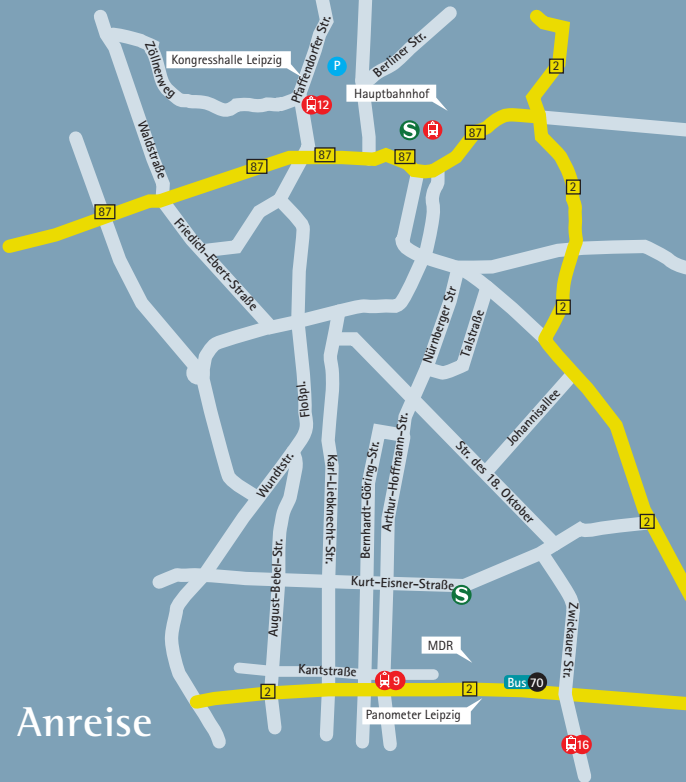 Zöllnerweg
Kongresshalle Leipzig
Pfaffendorfer Str.
P
Berliner Str.
2
12
Hauptbahnhof
S
87
Waldstraße
87
87
87
2
87
Friedich-Ebert-Straße
Nürnberger Str
Talstraße
2
Floßpl.
Johannisallee
Wundtstr.
Karl-Liebknecht-Str.
Bernhardt-Göring-Str.
Arthur-Hoffmann-Str.
Str. des 18. Oktober
2
August-Bebel-Str.
Kurt-Eisner-Straße
S
Zwickauer Str.
MDR
Kantstraße
9
2
2
Bus 70
Panometer Leipzig
Anreise
16